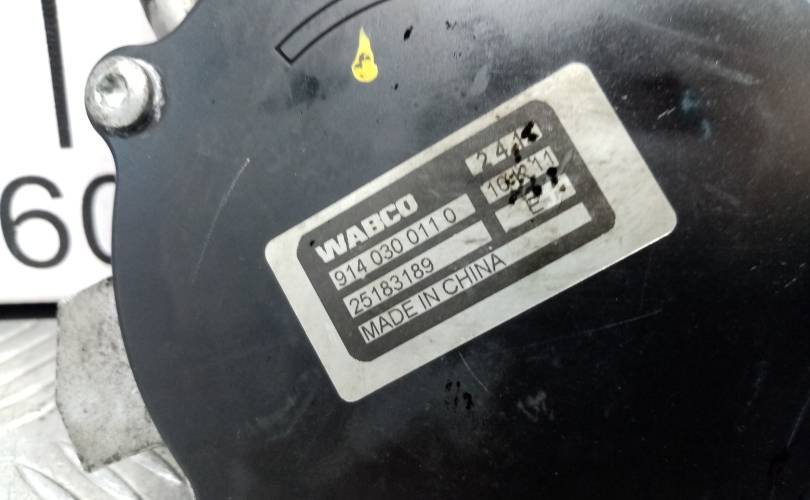 WABCO
914 030 011 0
25183189
MADE IN CHINA
E
60